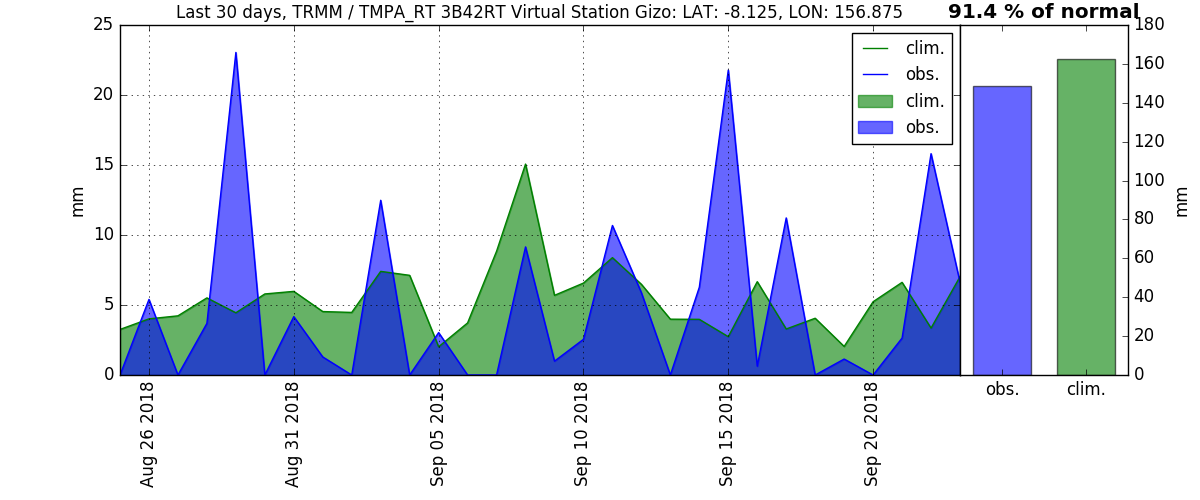 Last 30 days, TRMM / TMPA_RT 3B42RT Virtual Station Gizo: LAT: -8.125, LON: 156.875
91.4 % of normal
25
20
15
10
5
0
mm
clim.
obs.
clim.
obs.
180
160
140
120
100
80
60
40
20
0
mm
obs.
clim.
Aug 26 2018
Aug 31 2018
Sep 05 2018
Sep 10 2018
Sep 15 2018
Sep 20 2018